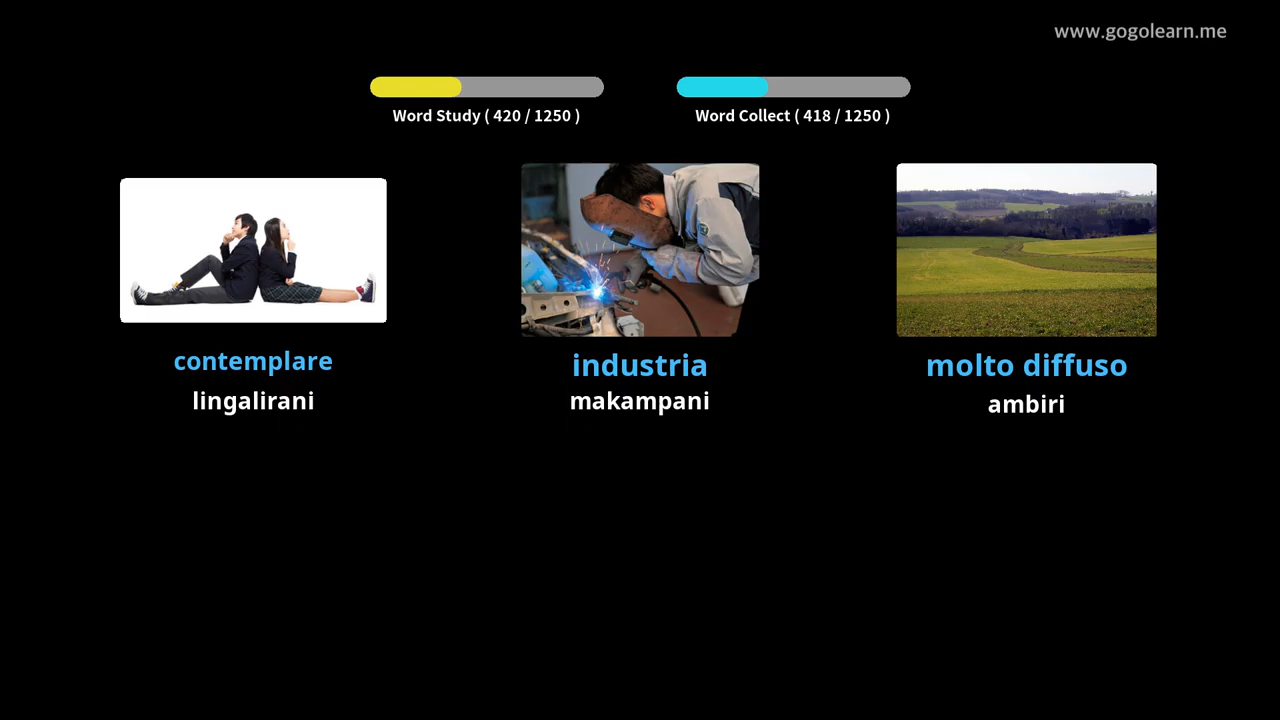 www.gogolearn.me
Word Study ( 420 / 1250 )
Word Collect ( 418 / 1250 )
contemplare
industria
molto diffuso
lingalirani
makampani
ambiri